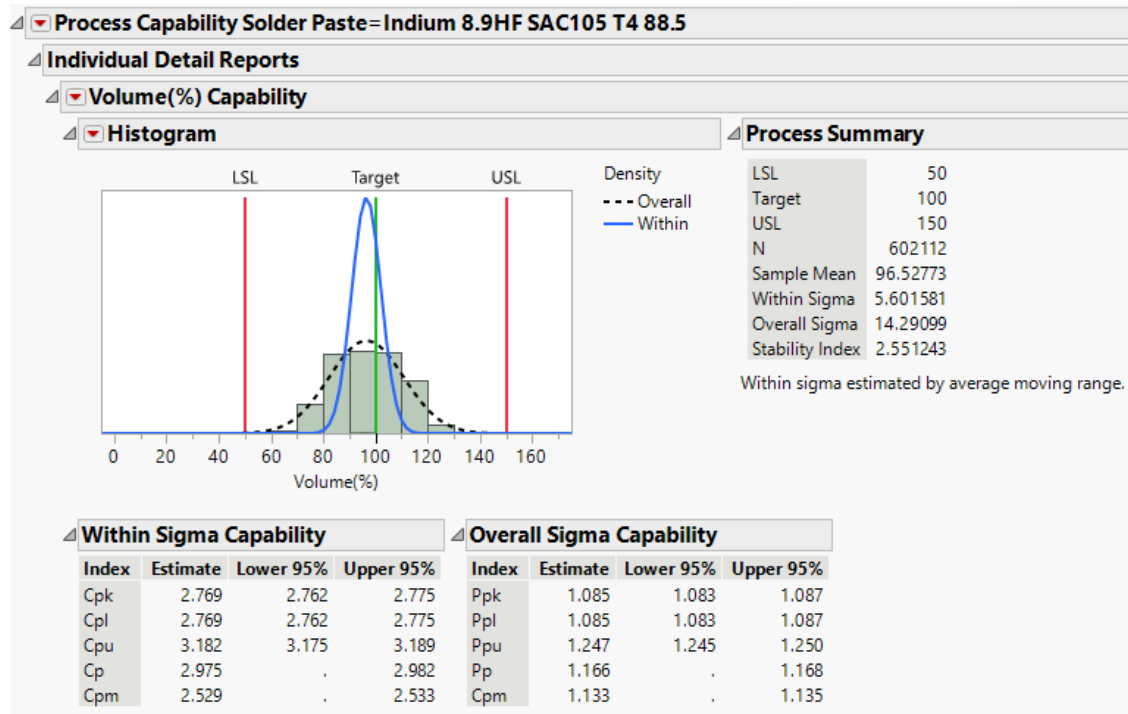 Process Capability Solder Paste=Indium 8.9HF SAC105 T4 88.5
Individual Detail Reports
Volume(%) Capability
Histogram
LSL Target USL
0 20 40 60 80 100 120 140 160
Volume(%)
Density
Overall
Within
Process Summary
LSL 50
Target 100
USL 150
N 602112
Sample Mean 96.52773
Within Sigma 5.601581
Overall Sigma 14.29099
Stability Index 2.551243
Within sigma estimated by average moving range.
Within Sigma Capability
Index Estimate Lower 95% Upper 95%
Cpk 2.769 2.762 2.775
Cpl 2.769 2.762 2.775
Cpu 3.182 3.175 3.189
Cp 2.975 . 2.982
Cpm 2.529 . 2.533
Overall Sigma Capability
Index Estimate Lower 95% Upper 95%
Ppk 1.085 1.083 1.087
Ppl 1.085 1.083 1.087
Ppu 1.247 1.245 1.250
Pp 1.166 . 1.168
Cpm 1.133 . 1.135